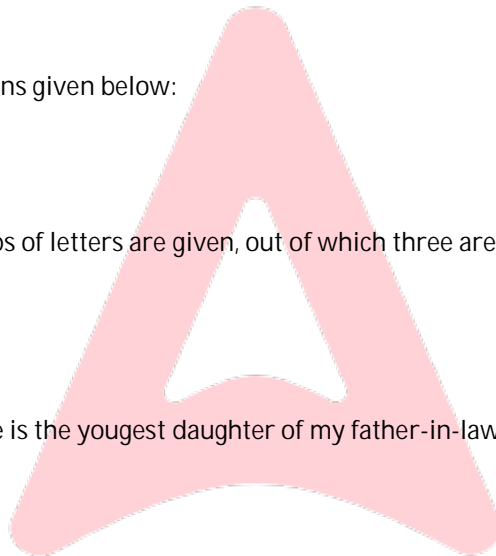 ns given below:
os of letters are given, out of which three are
e is the yougest daughter of my father-in-law